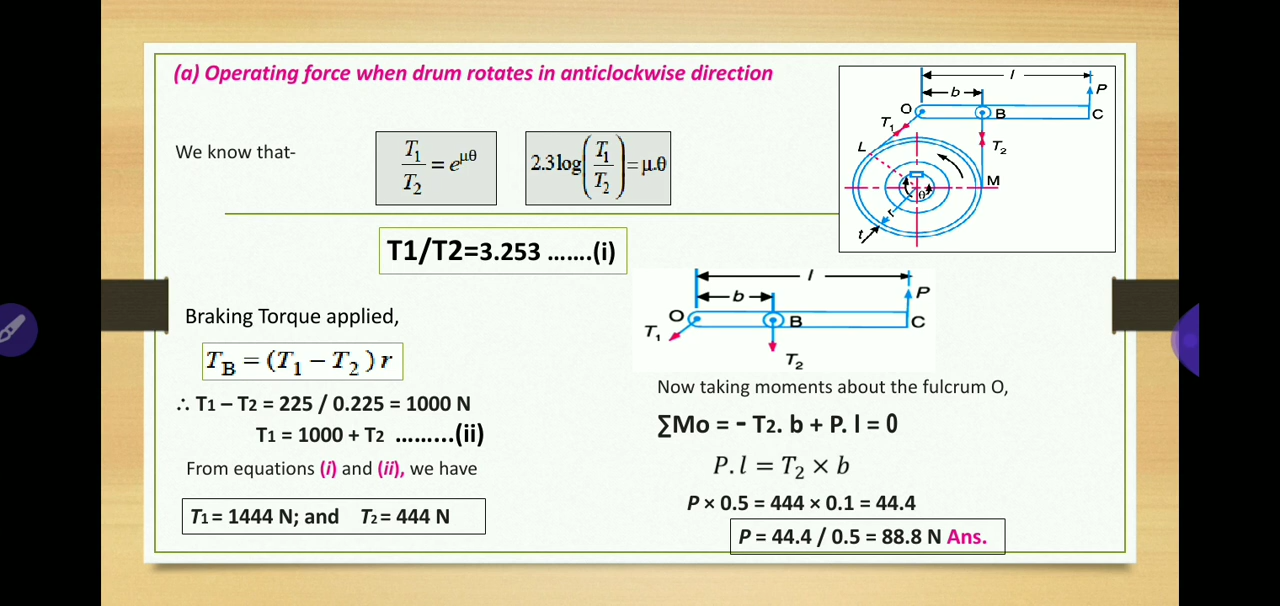 (a) Operating force when drum rotates in anticlockwise direction
We know that-
T1/T2 = e^μθ
2.3 log(T1/T2) = μ.θ
l
b
P
O
B
C
T1
T2
L
M
θ
r
t
T1/T2=3.253 .......(i)
Braking Torque applied,
TB = (T1 – T2) r
∴ T1 – T2 = 225 / 0.225 = 1000 N
T1 = 1000 + T2 .........(ii)
From equations (i) and (ii), we have
T1 = 1444 N; and T2 = 444 N
l
b
P
O
B
C
T1
T2
Now taking moments about the fulcrum O,
∑Mo = - T2. b + P. l = 0
P.l = T2 × b
P × 0.5 = 444 × 0.1 = 44.4
P = 44.4 / 0.5 = 88.8 N Ans.